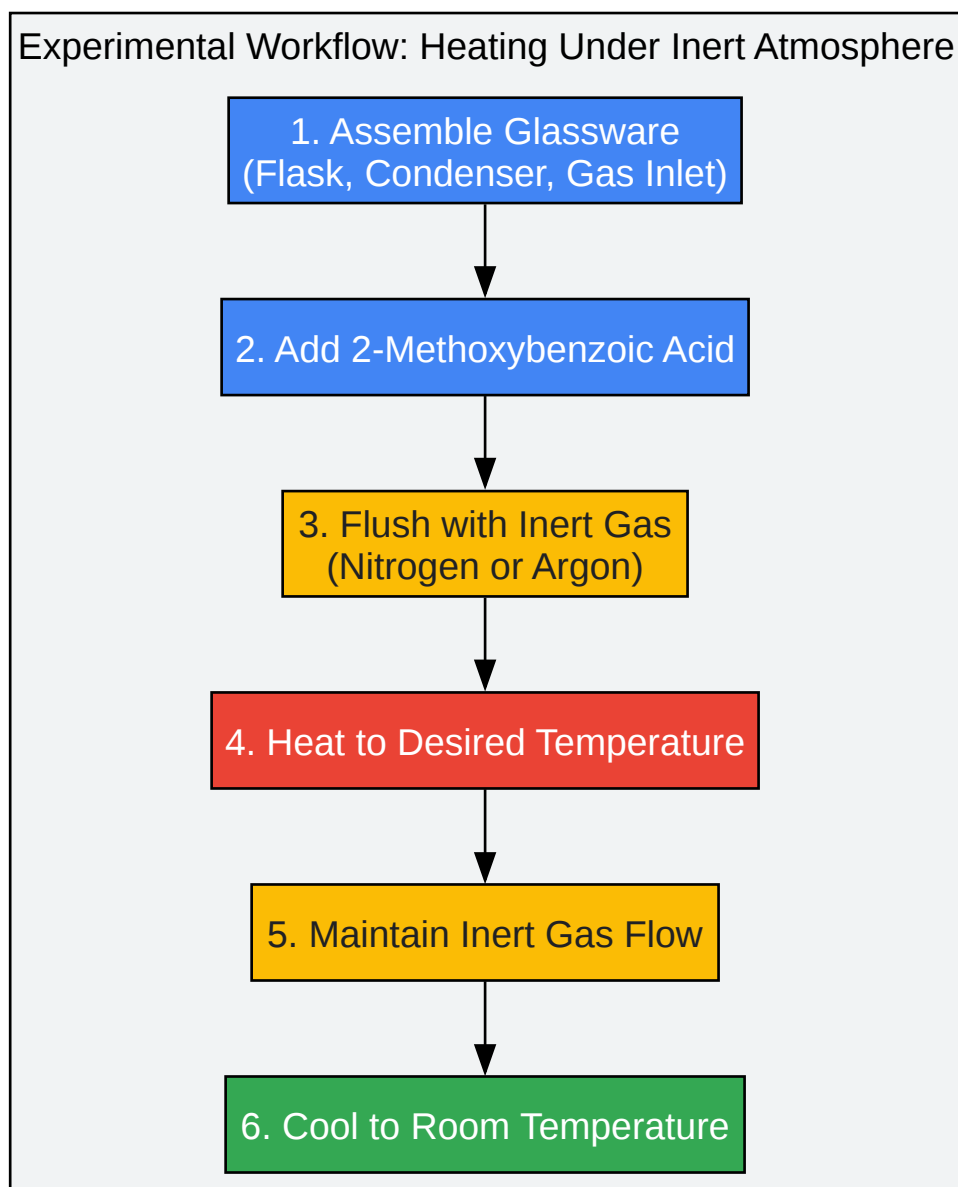 Experimental Workflow: Heating Under Inert Atmosphere
1. Assemble Glassware
(Flask, Condenser, Gas Inlet)
2. Add 2-Methoxybenzoic Acid
3. Flush with Inert Gas
(Nitrogen or Argon)
4. Heat to Desired Temperature
5. Maintain Inert Gas Flow
6. Cool to Room Temperature